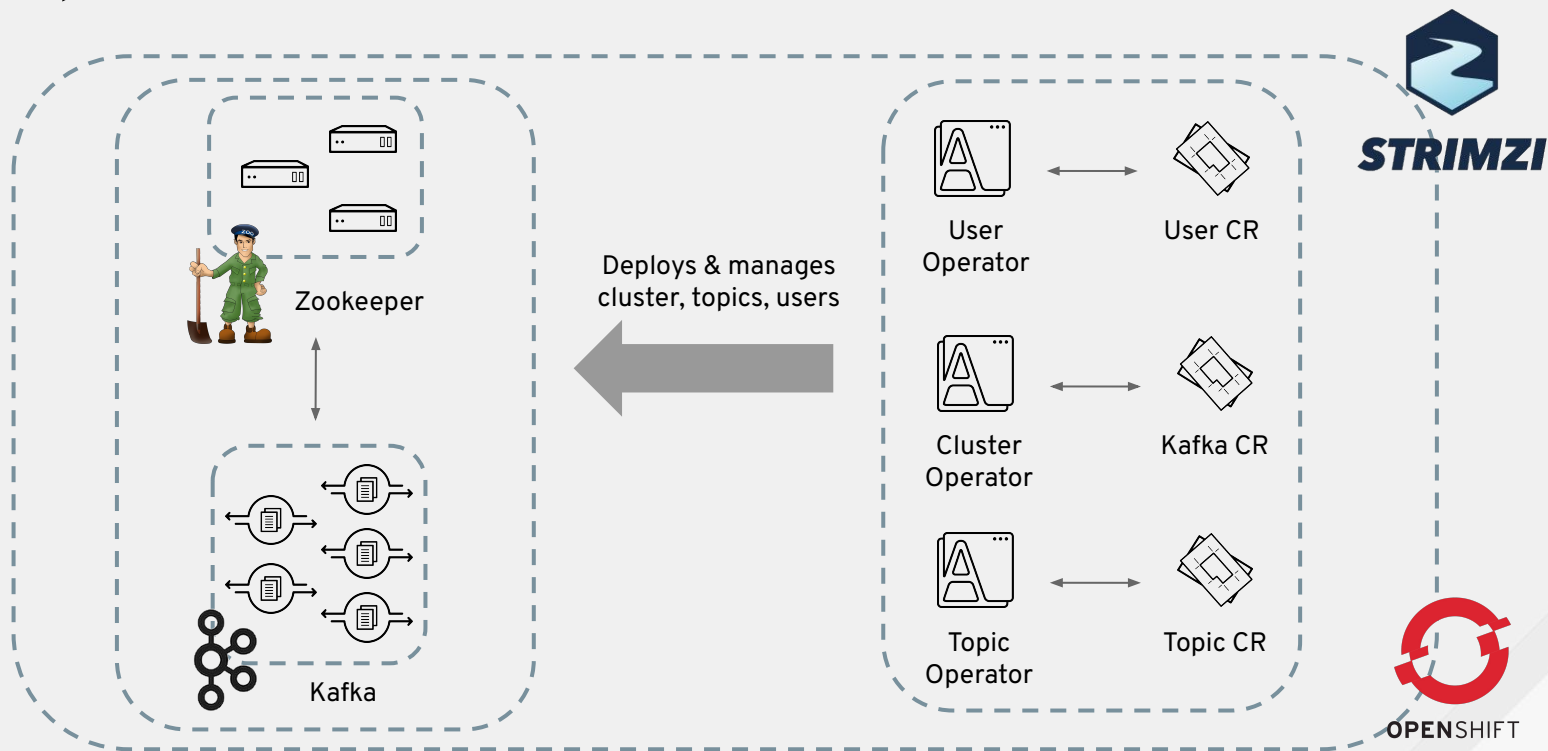 STRIMZI
ZOO
Zookeeper
Deploys & manages
cluster, topics, users
User
Operator
User CR
Cluster
Operator
Kafka CR
Topic
Operator
Topic CR
Kafka
OPENSHIFT